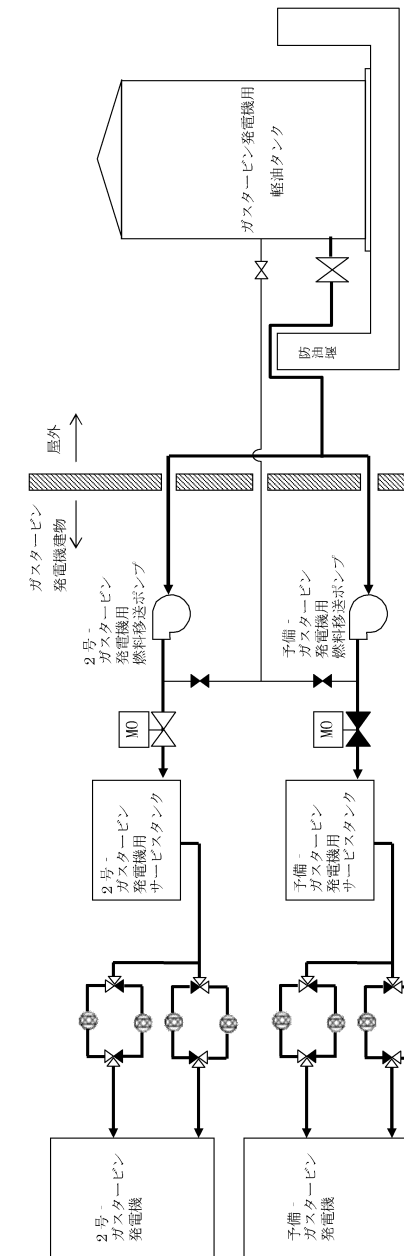 ガスタービン発電機用
軽油タンク
防油堰
屋外
ガスタービン
発電機建物
2号-
ガスタービン
発電機用
燃料移送ポンプ
予備-
ガスタービン
発電機用
燃料移送ポンプ
MO
MO
2号-
ガスタービン
発電機用
サービスタンク
予備-
ガスタービン
発電機用
サービスタンク
2号-
ガスタービン
発電機
予備-
ガスタービン
発電機